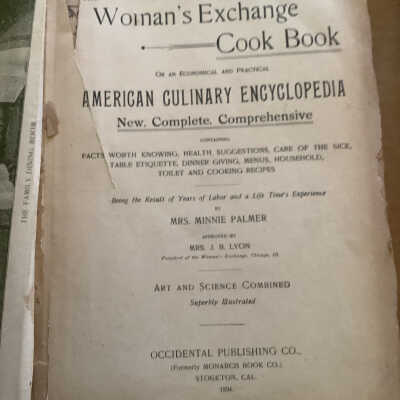 Woman's Exchange
Cook Book
OR AN ECONOMICAL AND PRACTICAL
AMERICAN CULINARY ENCYCLOPEDIA
New, Complete, Comprehensive
CONTAINING
FACTS WORTH KNOWING, HEALTH, SUGGESTIONS, CARE OF THE SICK,
TABLE ETIQUETTE, DINNER GIVING, MENUS, HOUSEHOLD,
TOILET AND COOKING RECIPES
Being the Result of Years of Labor and a Life Time's Experience
BY
MRS. MINNIE PALMER
APPROVED BY
MRS. J. B. LYON
President of the Woman's Exchange, Chicago, Ill.
ART AND SCIENCE COMBINED
Superbly Illustrated
OCCIDENTAL PUBLISHING CO.,
(Formerly MONARCH BOOK CO.)
STOCKTON, CAL.
1894.
THE FAMILY DINING ROOM